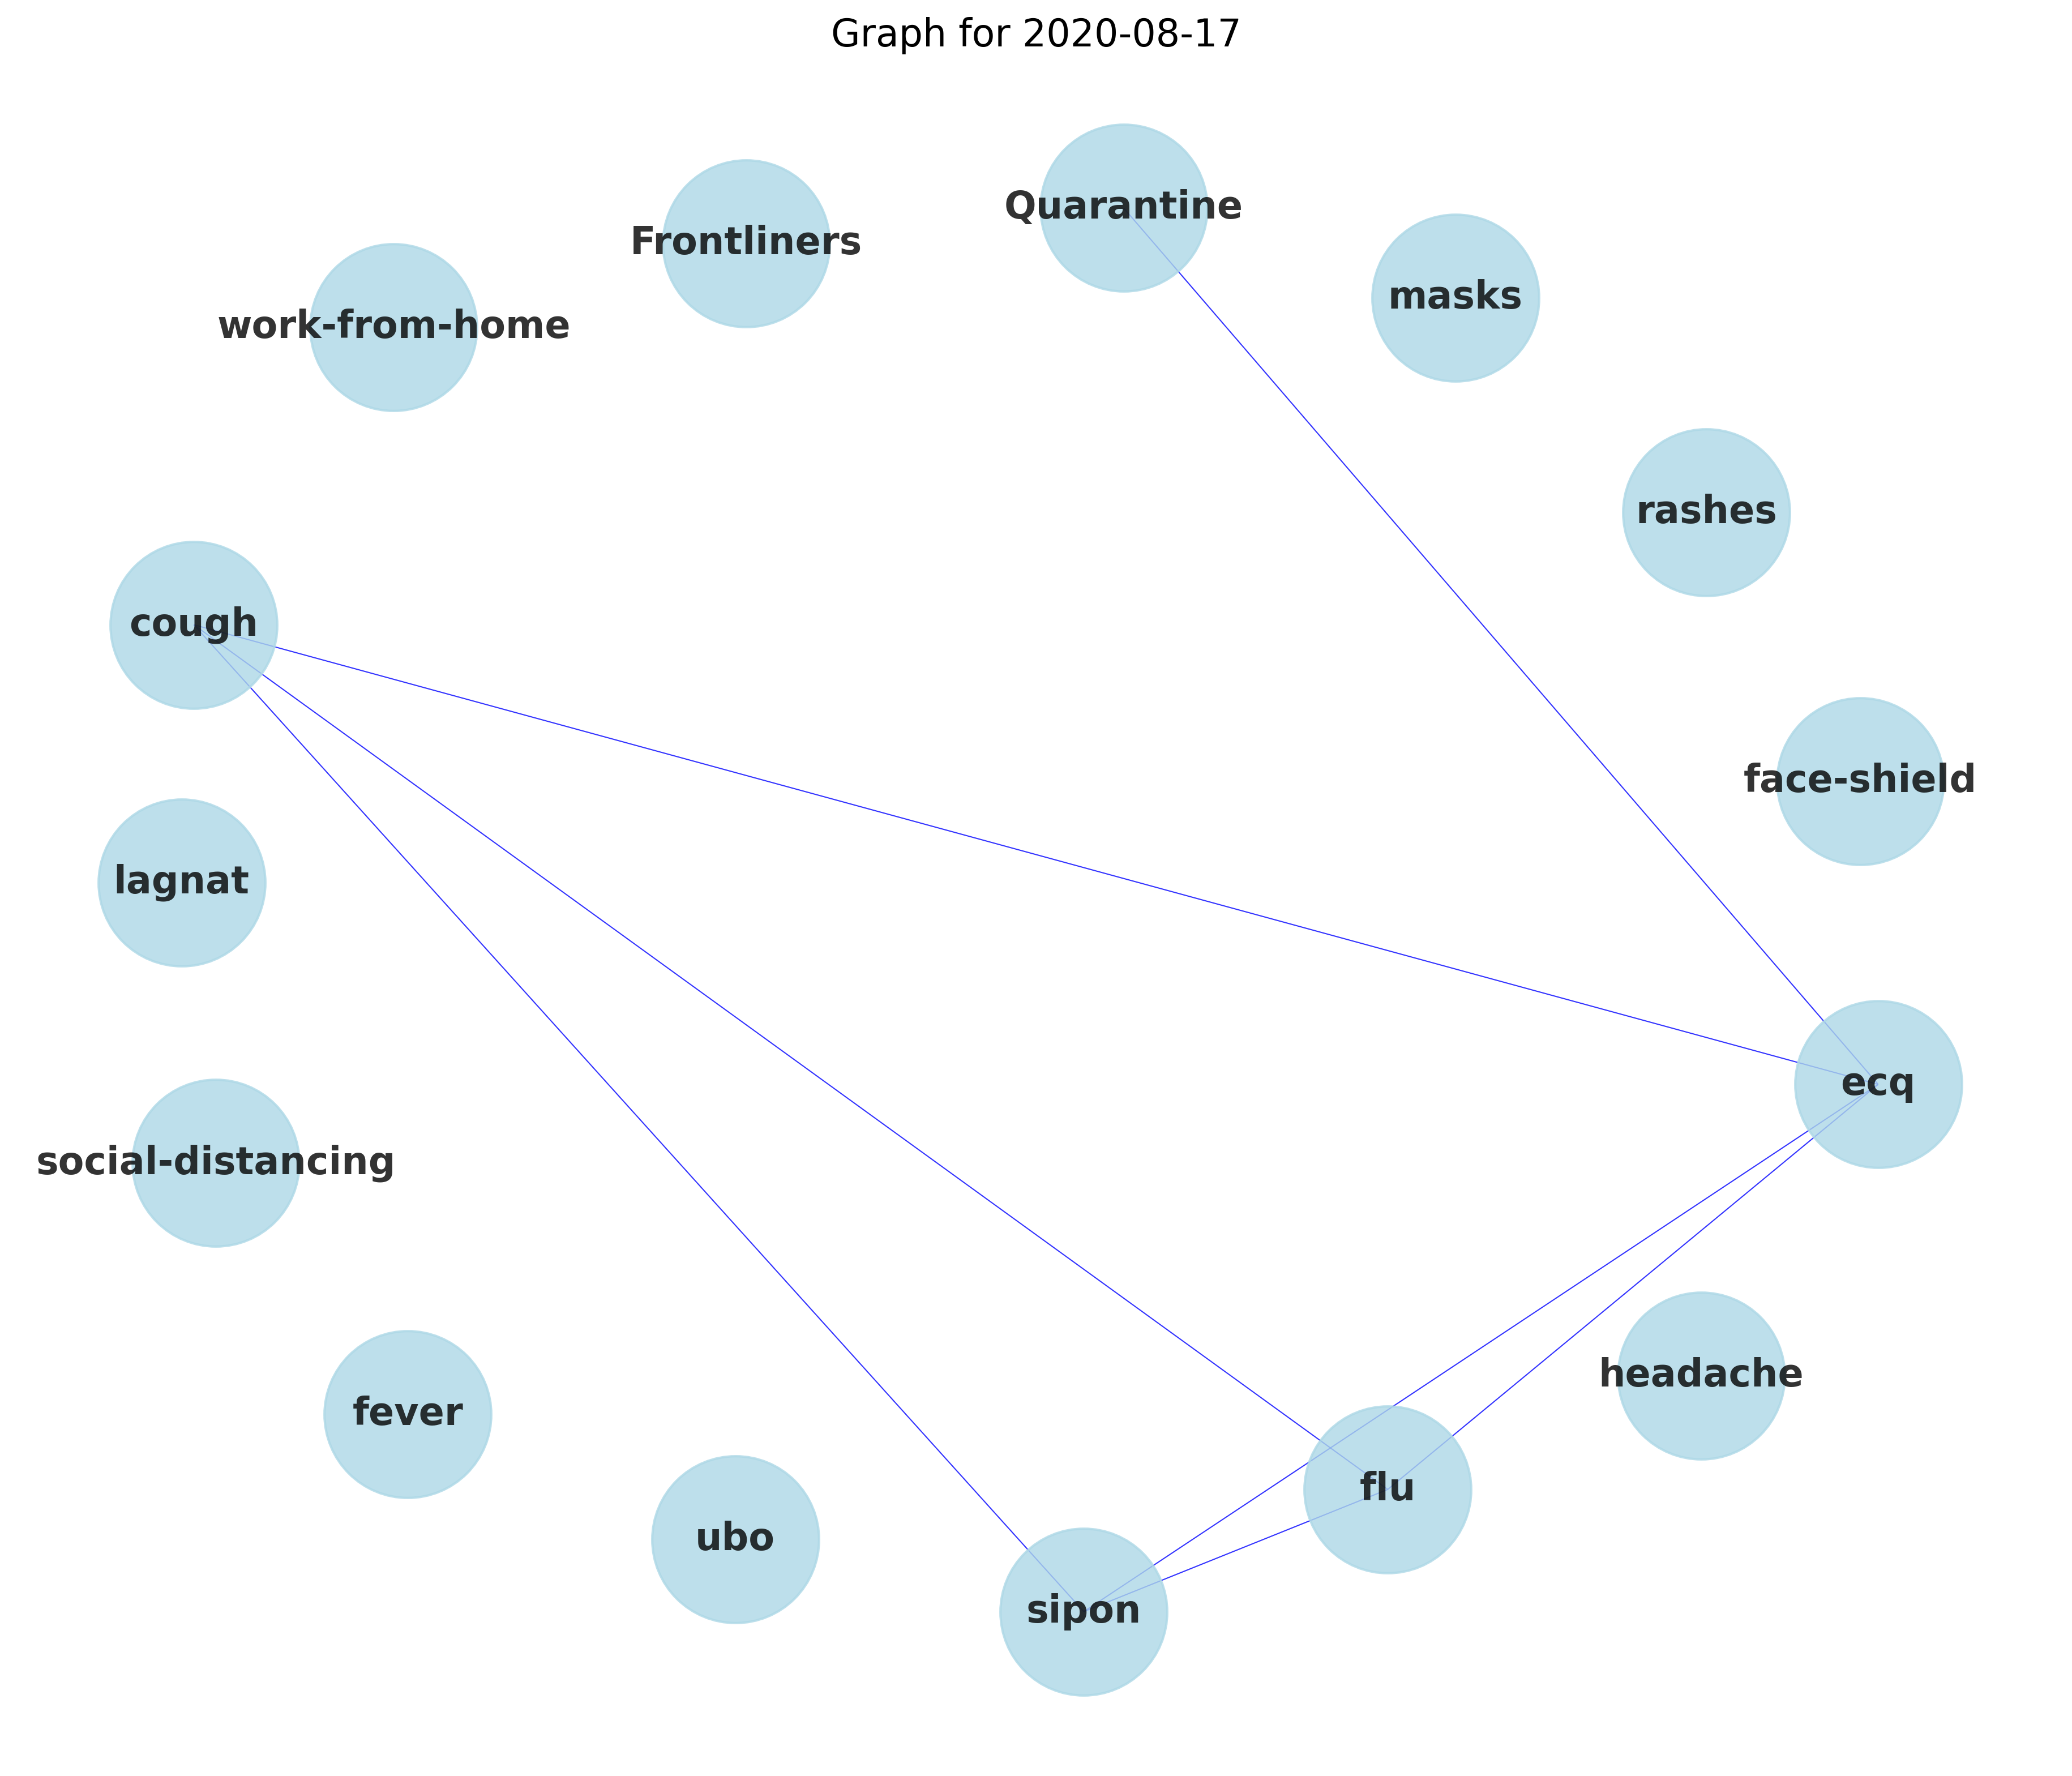 Graph for 2020-08-17
Quarantine
Frontliners
masks
work-from-home
rashes
cough
face-shield
lagnat
ecq
social-distancing
headache
fever
flu
ubo
sipon